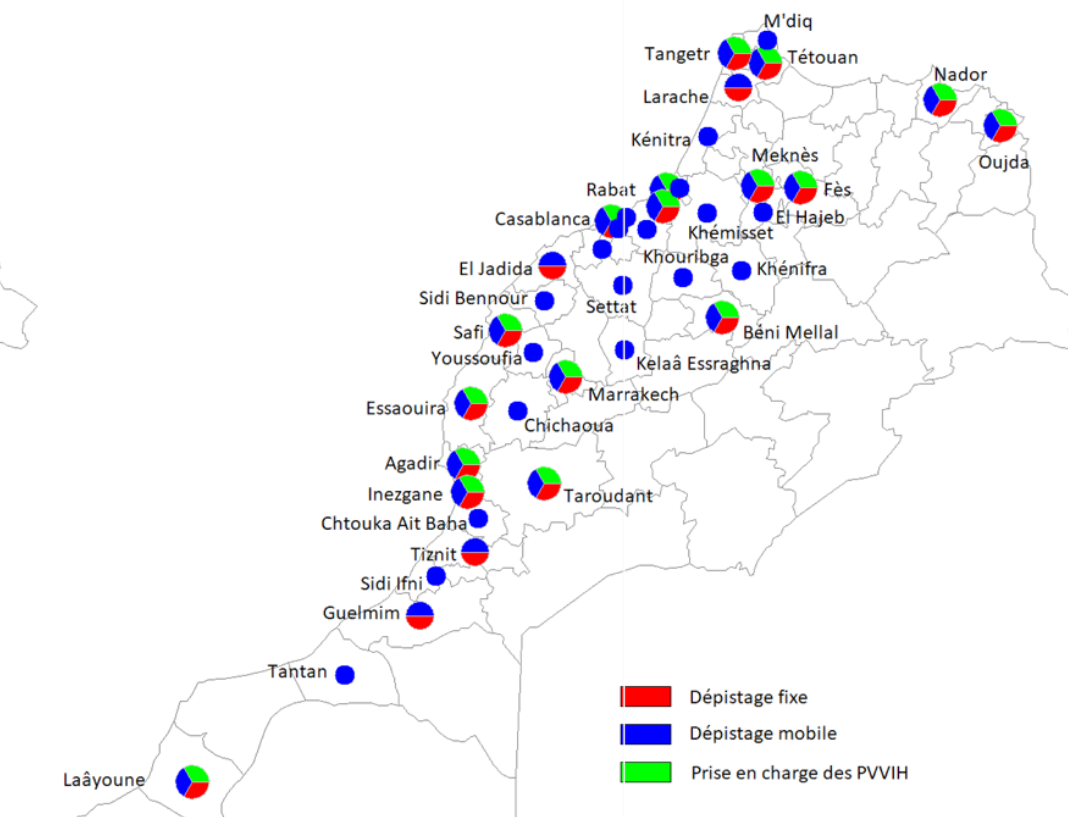 M'diq
Tangetr
Tétouan
Nador
Larache
Kénitra
Meknès
Oujda
Rabat
Fès
Casablanca
El Hajeb
Khémisset
Khouribga
El Jadida
Khénifra
Sidi Bennour
Settat
Safi
Béni Mellal
Youssoufia
Kelaâ Essraghna
Marrakech
Essaouira
Chichaoua
Agadir
Inezgane
Taroudant
Chtouka Ait Baha
Tiznit
Sidi Ifni
Guelmim
Tantan
Dépistage fixe
Dépistage mobile
Prise en charge des PVVIH
Laâyoune